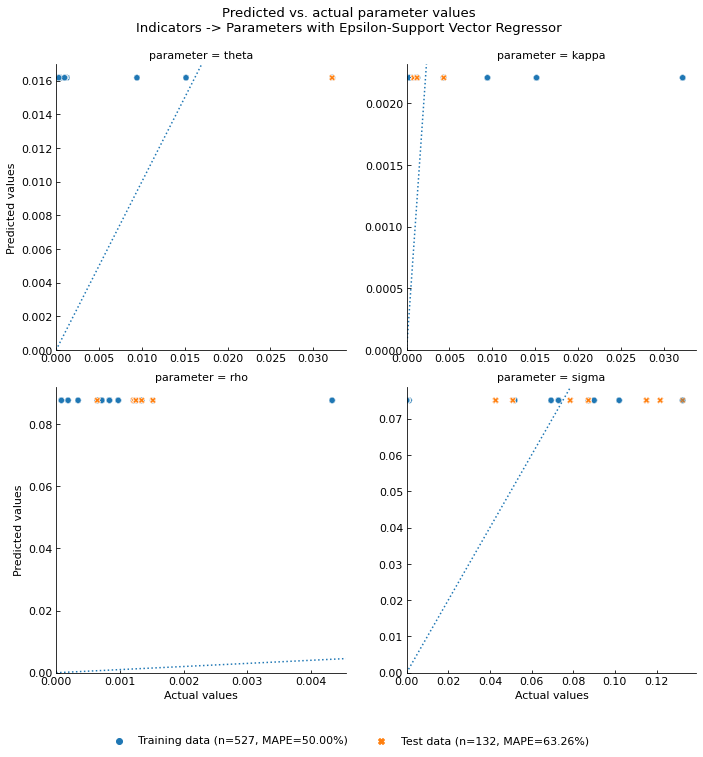 Predicted vs. actual parameter values
Indicators -> Parameters with Epsilon-Support Vector Regressor
parameter = theta
0.016
0.014
0.012
0.010
0.008
0.006
0.004
0.002
0.000
Predicted values
0.000 0.005 0.010 0.015 0.020 0.025 0.030
parameter = kappa
0.0020
0.0015
0.0010
0.0005
0.0000
0.000 0.005 0.010 0.015 0.020 0.025 0.030
parameter = rho
0.08
0.06
0.04
0.02
0.00
Predicted values
0.000 0.001 0.002 0.003 0.004
Actual values
parameter = sigma
0.07
0.06
0.05
0.04
0.03
0.02
0.01
0.00
0.00 0.02 0.04 0.06 0.08 0.10 0.12
Actual values
Training data (n=527, MAPE=50.00%)
Test data (n=132, MAPE=63.26%)